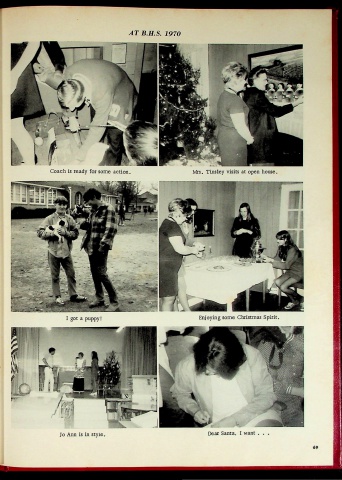 AT B.H.S. 1970
Coach is ready for some action.
Mrs. Tinsley visits at open house.
I got a puppy!
Enjoying some Christmas Spirit.
Jo Ann is in style.
Dear Santa, I want . . .
69